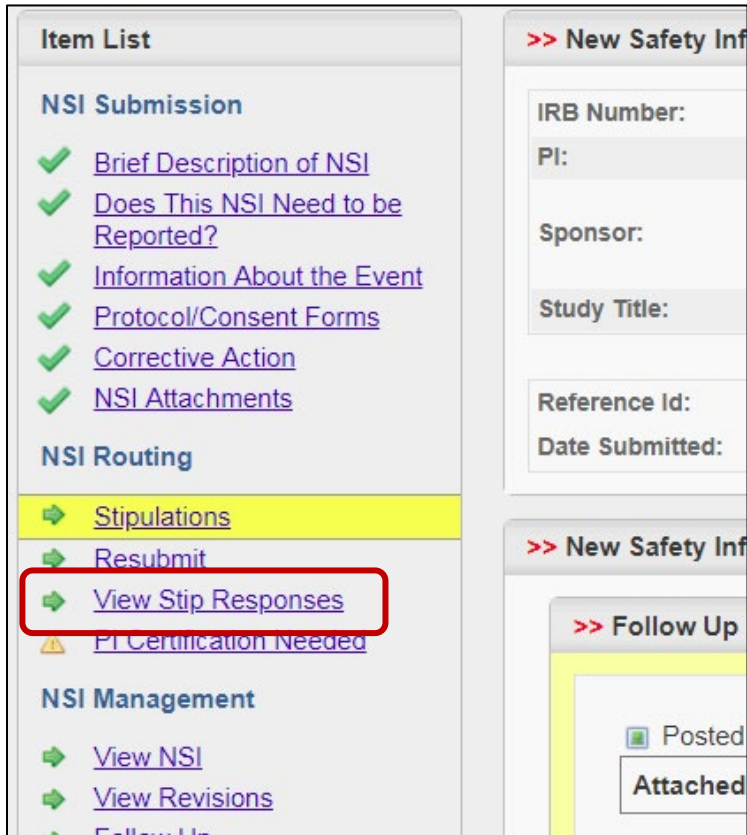 Item List
NSI Submission
Brief Description of NSI
Does This NSI Need to be
Reported?
Information About the Event
Protocol/Consent Forms
Corrective Action
NSI Attachments
NSI Routing
Stipulations
Resubmit
View Stip Responses
PI Certification Needed
NSI Management
View NSI
View Revisions
Follow Up
>> New Safety Inf
IRB Number:
PI:
Sponsor:
Study Title:
Reference Id:
Date Submitted:
>> New Safety Inf
>> Follow Up
Posted
Attached